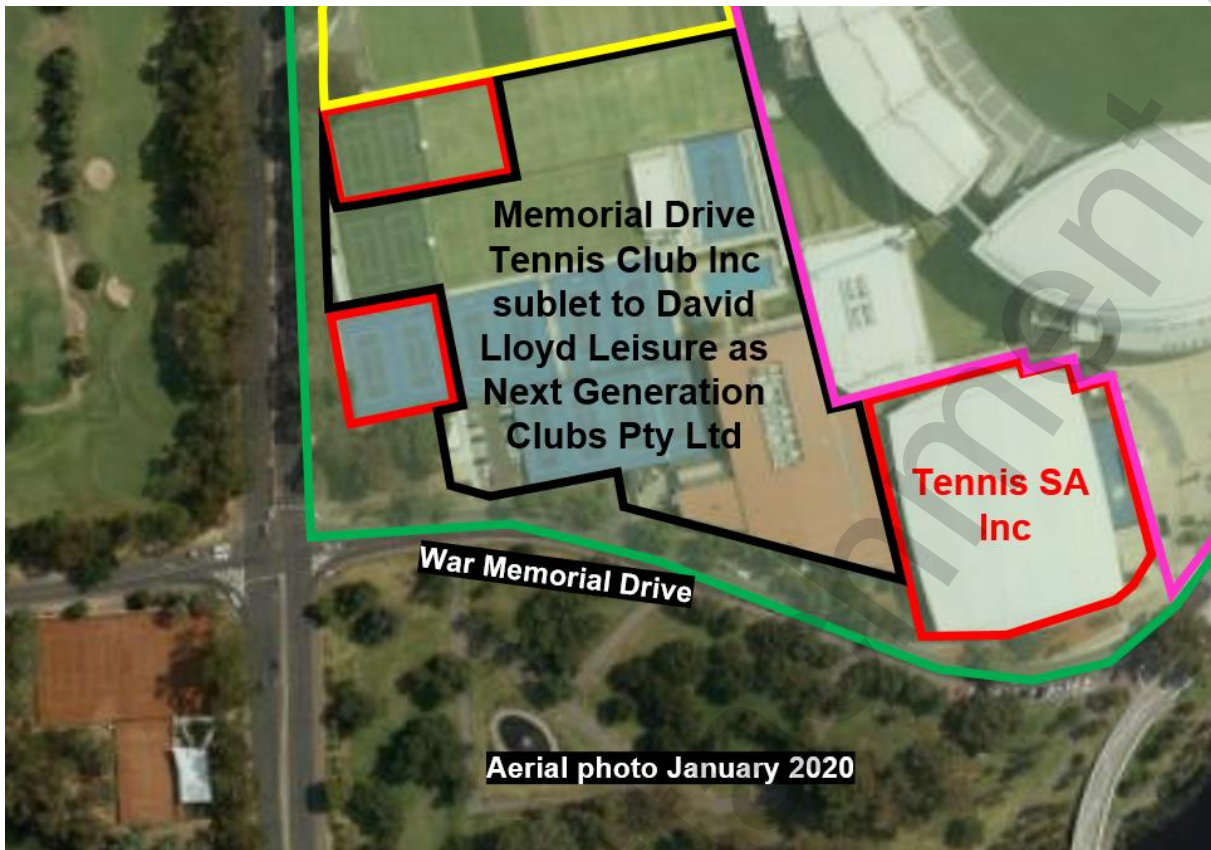 Memorial Drive
Tennis Club Inc
sublet to David
Lloyd Leisure as
Next Generation
Clubs Pty Ltd
Tennis SA
Inc
War Memorial Drive
Aerial photo January 2020